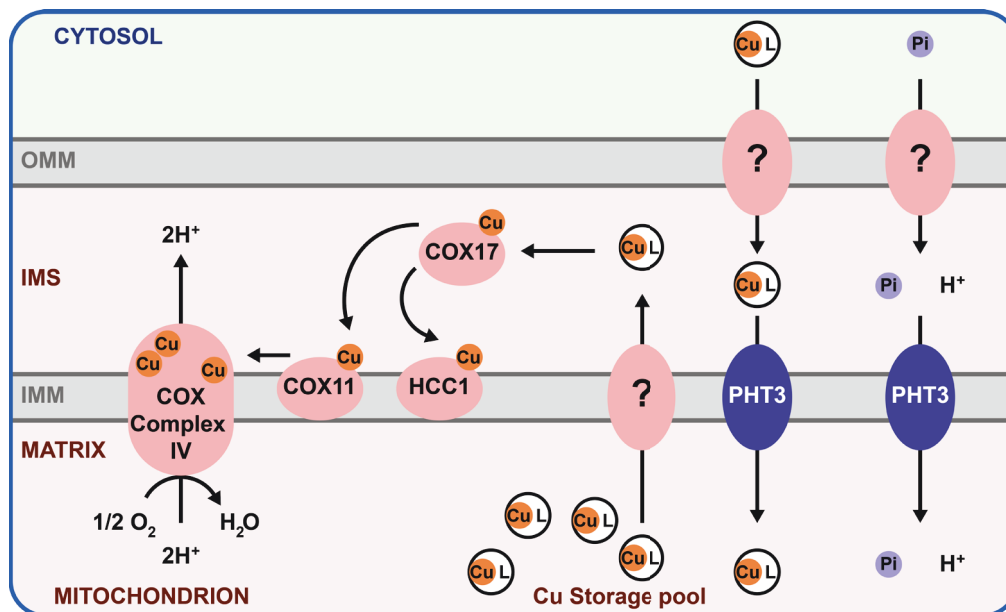 CYTOSOL
Cu L
Pi
OMM
?
?
2H⁺
Cu
COX17
Cu L
IMS
Cu L
Pi
H⁺
Cu
Cu
Cu
Cu
Cu
COX11
HCC1
IMM
COX
Complex
IV
?
PHT3
PHT3
MATRIX
1/2 O₂
H₂O
2H⁺
Cu L
Cu L
Cu L
Cu L
Cu L
Pi
H⁺
MITOCHONDRION
Cu Storage pool